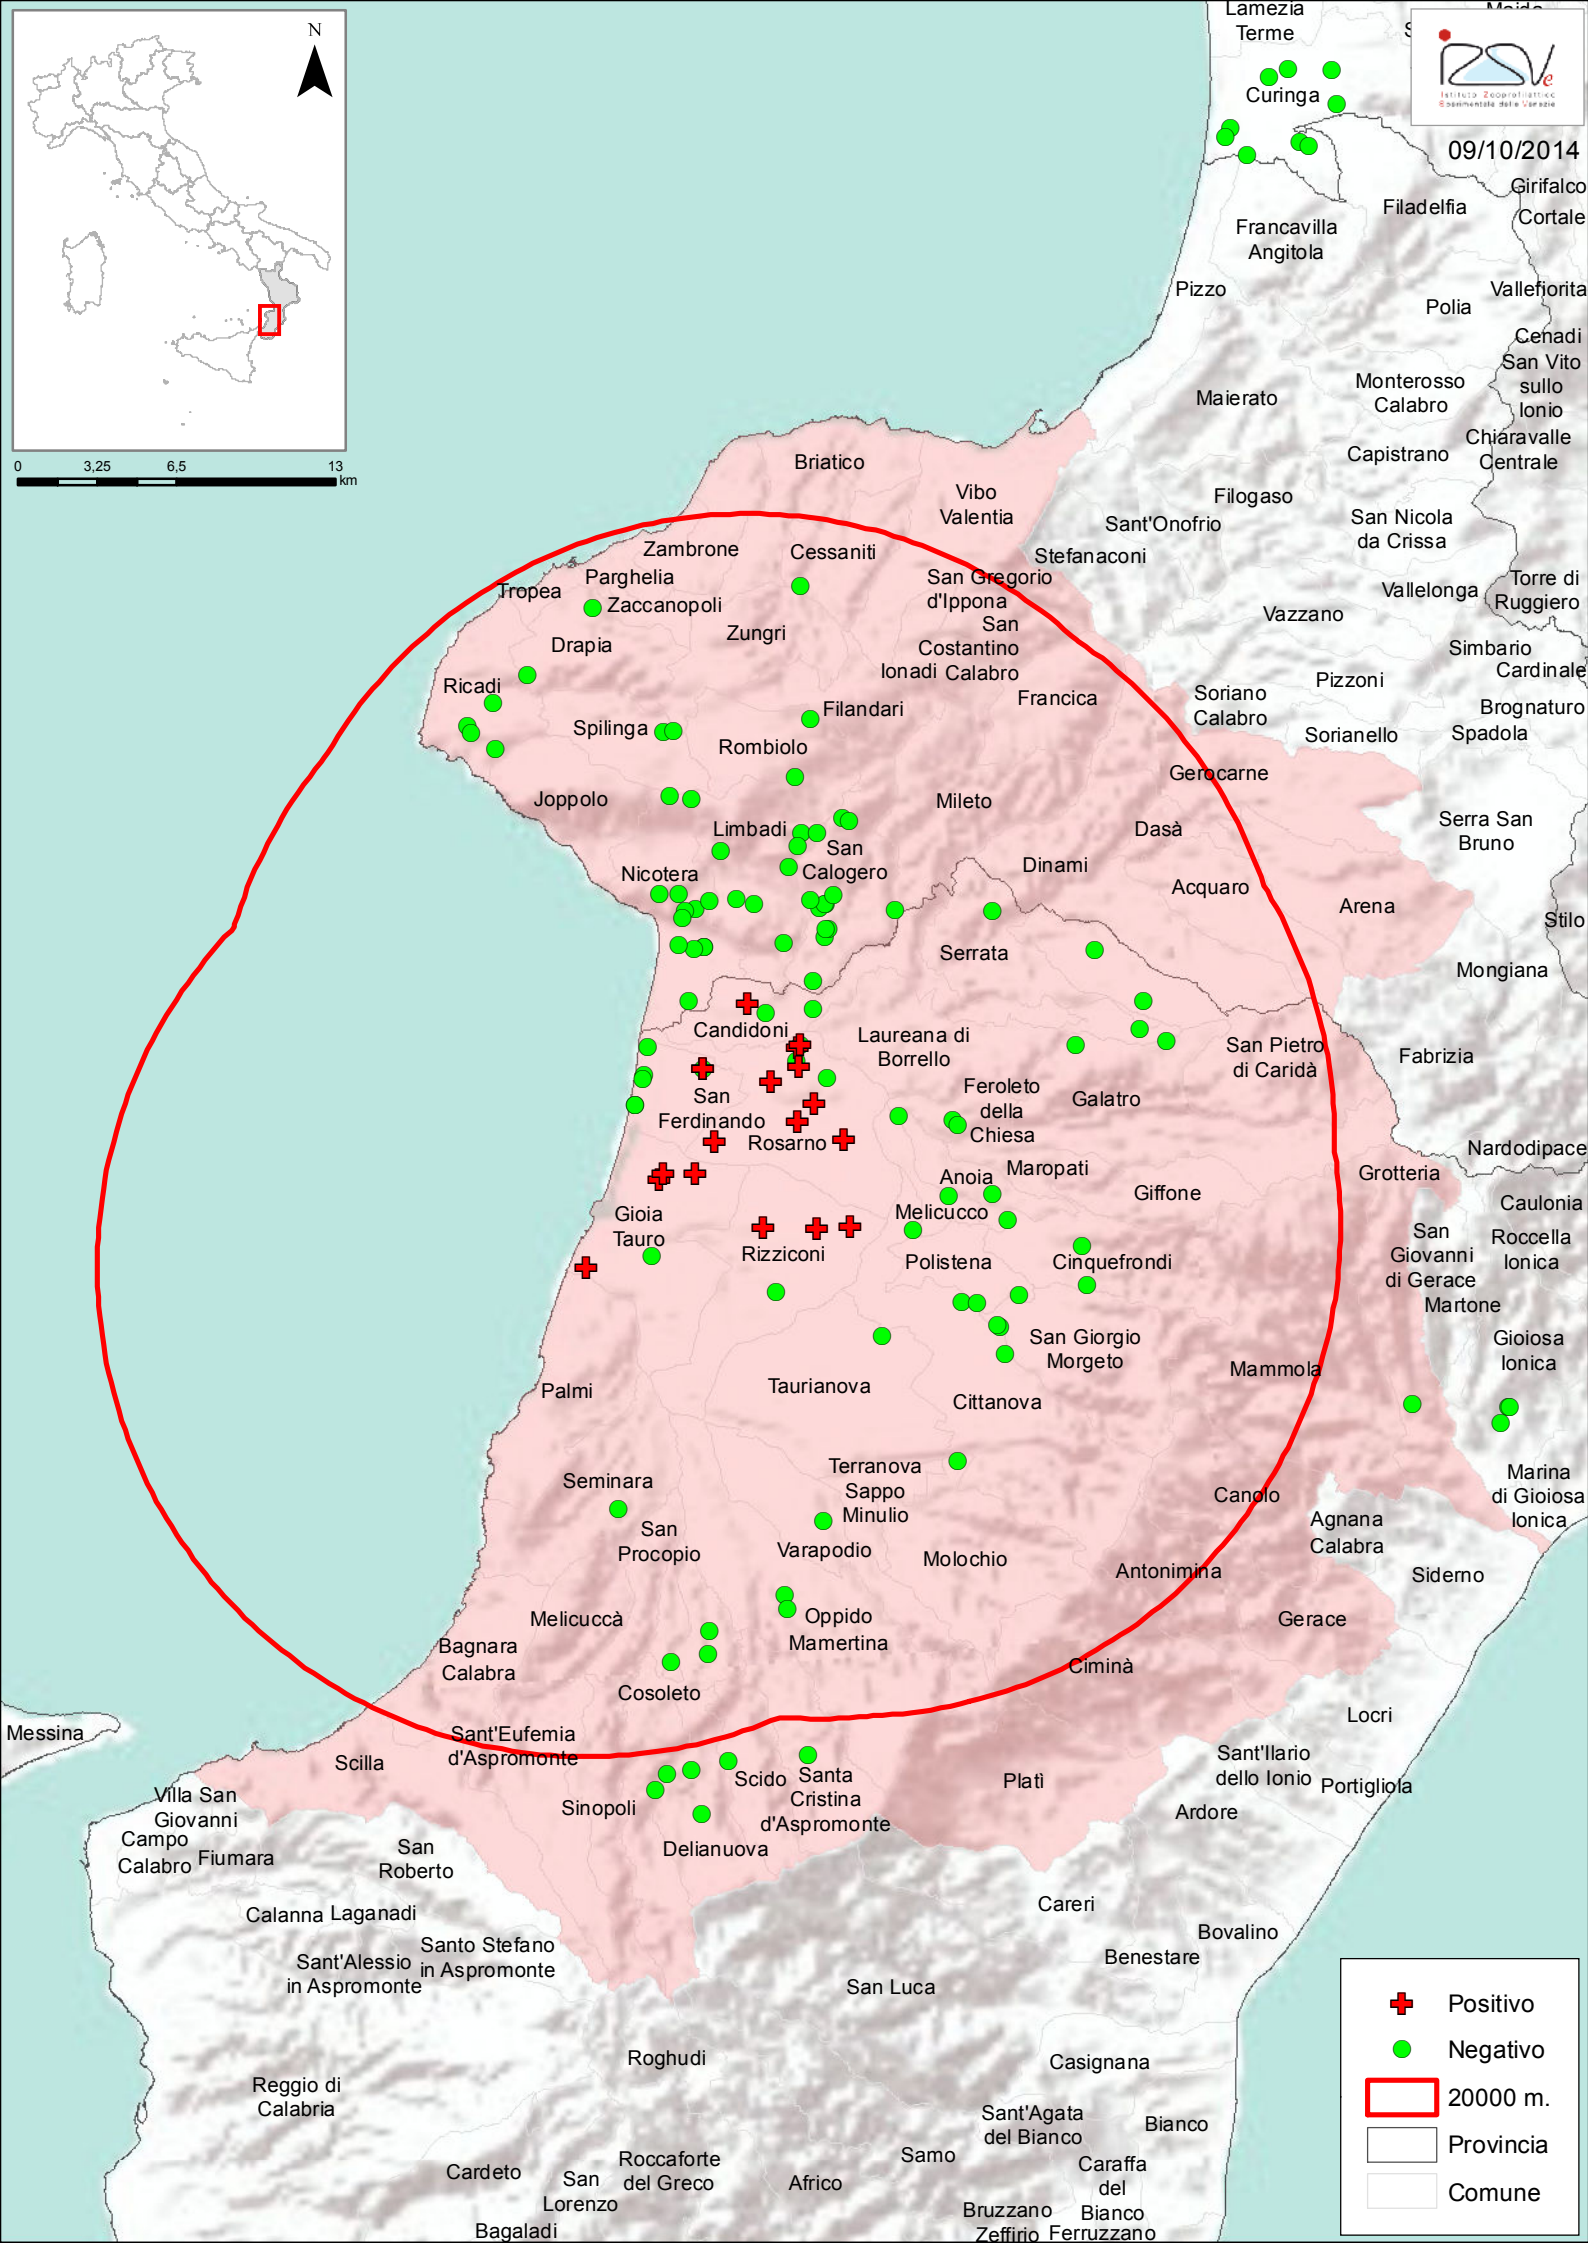 N
0 3,25 6,5 13
km
Lamezia
Terme
Curinga
Istituto Zooprofilattico
Sperimentale delle Venezie
09/10/2014
Girifalco
Cortale
Filadelfia
Francavilla
Angitola
Pizzo
Vallefiorita
Polia
Cenadi
San Vito
sullo
Ionio
Monterosso
Calabro
Maierato
Chiaravalle
Centrale
Capistrano
Briatico
Vibo
Valentia
Filogaso
Sant'Onofrio
San Nicola
da Crissa
Stefanaconi
Zambrone
Cessaniti
Parghelia
Tropea
Zaccanopoli
San Gregorio
d'Ippona
Vallelonga
Torre di
Ruggiero
Vazzano
Zungri
Drapia
San
Costantino
Calabro
Ionadi
Simbario
Cardinale
Ricadi
Pizzoni
Francica
Soriano
Calabro
Brognaturo
Filandari
Spilinga
Sorianello
Spadola
Rombiolo
Gerocarne
Joppolo
Mileto
Limbadi
Dasà
Serra San
Bruno
San
Calogero
Nicotera
Dinami
Acquaro
Arena
Stilo
Serrata
Mongiana
Candidoni
Laureana di
Borrello
San Pietro
di Caridà
Fabrizia
San
Ferdinando
Feroleto
della
Chiesa
Galatro
Rosarno
Nardodipace
Anoia
Maropati
Grotteria
Giffone
Melicucco
Caulonia
Gioia
Tauro
San
Giovanni
di Gerace
Roccella
Ionica
Rizziconi
Polistena
Cinquefrondi
Martone
San Giorgio
Morgeto
Gioiosa
Ionica
Mammola
Palmi
Taurianova
Cittanova
Seminara
Terranova
Sappo
Minulio
Canolo
Marina
di Gioiosa
Ionica
San
Procopio
Agnana
Calabra
Varapodio
Molochio
Antonimina
Siderno
Melicuccà
Oppido
Mamertina
Gerace
Bagnara
Calabra
Ciminà
Cosoleto
Locri
Messina
Sant'Eufemia
d'Aspromonte
Scilla
Sant'Ilario
dello Ionio
Portigliola
Scido
Santa
Cristina
d'Aspromonte
Platì
Villa San
Giovanni
Sinopoli
Ardore
Campo
Calabro
Fiumara
San
Roberto
Delianuova
Careri
Calanna
Laganadi
Bovalino
Santo Stefano
in Aspromonte
Sant'Alessio
in Aspromonte
Benestare
San Luca
Roghudi
Casignana
Reggio di
Calabria
Sant'Agata
del Bianco
Bianco
Samo
Cardeto
Roccaforte
del Greco
San
Lorenzo
Africo
Caraffa
del
Bianco
Bruzzano
Zeffirio
Ferruzzano
Bagaladi
Positivo
Negativo
20000 m.
Provincia
Comune